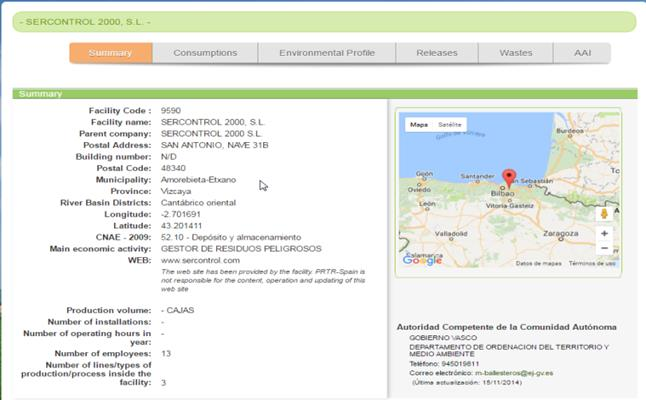 - SERCONTROL 2000, S.L. -
Summary Consumptions Environmental Profile Releases Wastes AAI
Summary
Facility Code : 9590
Facility name: SERCONTROL 2000, S.L.
Parent company: SERCONTROL 2000 S.L.
Postal Address: SAN ANTONIO, NAVE 31B
Building number: N/D
Postal Code: 48340
Municipality: Amorebieta-Etxano
Province: Vizcaya
River Basin Districts: Cantábrico oriental
Longitude: -2.701691
Latitude: 43.201411
CNAE - 2009: 52.10 - Depósito y almacenamiento
Main economic activity: GESTOR DE RESIDUOS PELIGROSOS
WEB: www.sercontrol.com
The web site has been provided by the facility. PRTR-Spain is
not responsible for the content, operation and updating of this
web site
Production volume: - CAJAS
Number of installations: -
Number of operating hours in
year: -
Number of employees: 13
Number of lines/types of
production/process inside the
facility: 3
Mapa Satélite
Golfo de Vizcaya
Burdeos
Gijón Santander San Sebastián
Oviedo Bilbao
León Vitoria-Gasteiz
Valladolid Zaragoza
Salamanca
Google
Datos de mapas Términos de uso
+
−
Autoridad Competente de la Comunidad Autónoma
GOBIERNO VASCO
DEPARTAMENTO DE ORDENACION DEL TERRITORIO Y
MEDIO AMBIENTE
Teléfono: 945019811
Correo electrónico: m-ballesteros@ej-gv.es
(Última actualización: 15/11/2014)